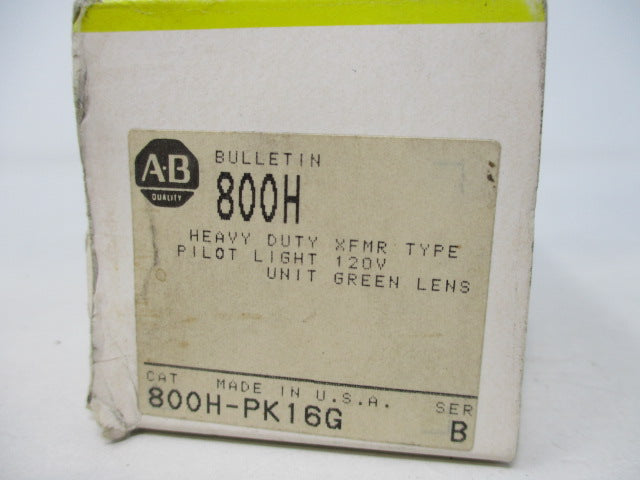 A·B
QUALITY
BULLETIN
800H
HEAVY DUTY XFMR TYPE
PILOT LIGHT 120V
UNIT GREEN LENS
CAT MADE IN U.S.A. SER
800H-PK16G B